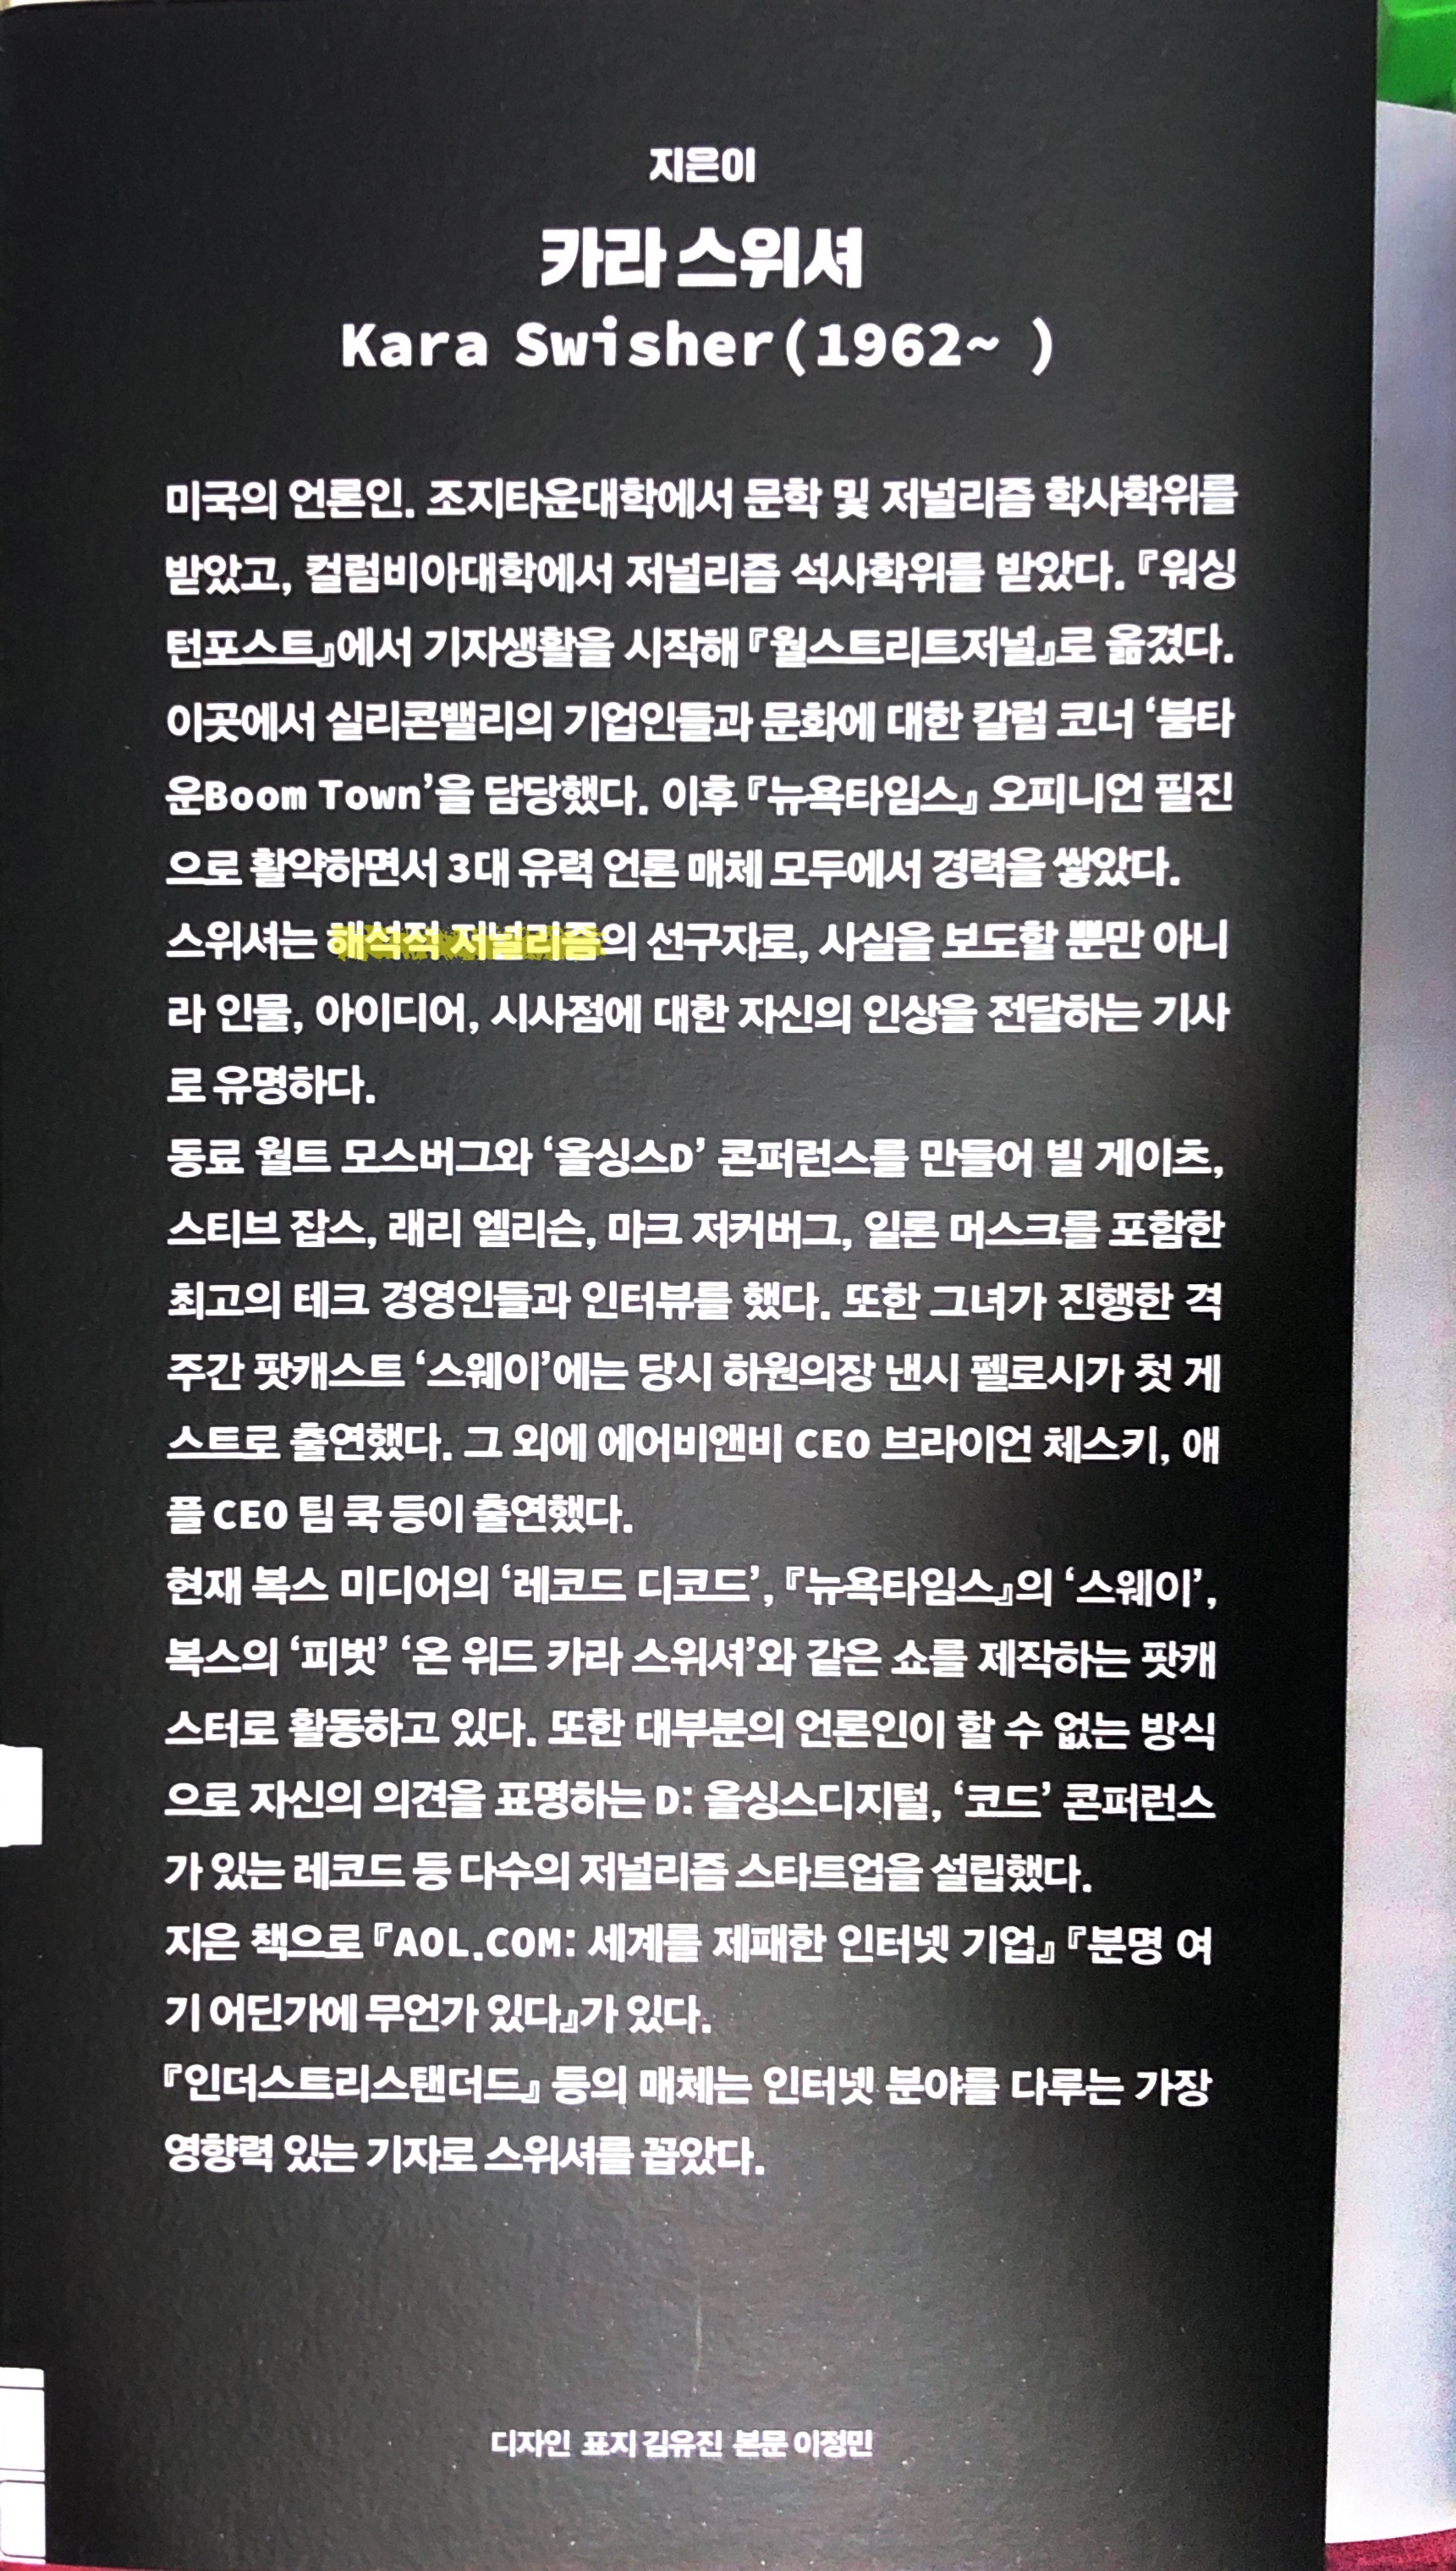 지은이
카라 스위셔
Kara Swisher(1962~ )
미국의 언론인. 조지타운대학에서 문학 및 저널리즘 학사학위를
받았고, 컬럼비아대학에서 저널리즘 석사학위를 받았다. 『워싱
턴포스트』에서 기자생활을 시작해 『월스트리트저널』로 옮겼다.
이곳에서 실리콘밸리의 기업인들과 문화에 대한 칼럼 코너 ‘붐타
운Boom Town’을 담당했다. 이후 『뉴욕타임스』 오피니언 필진
으로 활약하면서 3대 유력 언론 매체 모두에서 경력을 쌓았다.
스위셔는 해석적 저널리즘의 선구자로, 사실을 보도할 뿐만 아니
라 인물, 아이디어, 시사점에 대한 자신의 인상을 전달하는 기사
로 유명하다.
동료 월트 모스버그와 ‘올싱스D’ 콘퍼런스를 만들어 빌 게이츠,
스티브 잡스, 래리 엘리슨, 마크 저커버그, 일론 머스크를 포함한
최고의 테크 경영인들과 인터뷰를 했다. 또한 그녀가 진행한 격
주간 팟캐스트 ‘스웨이’에는 당시 하원의장 낸시 펠로시가 첫 게
스트로 출연했다. 그 외에 에어비앤비 CEO 브라이언 체스키, 애
플 CEO 팀 쿡 등이 출연했다.
현재 복스 미디어의 ‘레코드 디코드’, 『뉴욕타임스』의 ‘스웨이’,
복스의 ‘피벗’ ‘온 위드 카라 스위셔’와 같은 쇼를 제작하는 팟캐
스터로 활동하고 있다. 또한 대부분의 언론인이 할 수 없는 방식
으로 자신의 의견을 표명하는 D: 올싱스디지털, ‘코드’ 콘퍼런스
가 있는 레코드 등 다수의 저널리즘 스타트업을 설립했다.
지은 책으로 『AOL.COM: 세계를 제패한 인터넷 기업』 『분명 여
기 어딘가에 무언가 있다』가 있다.
『인더스트리스탠더드』 등의 매체는 인터넷 분야를 다루는 가장
영향력 있는 기자로 스위셔를 꼽았다.
디자인 표지 김유진 본문 이정민